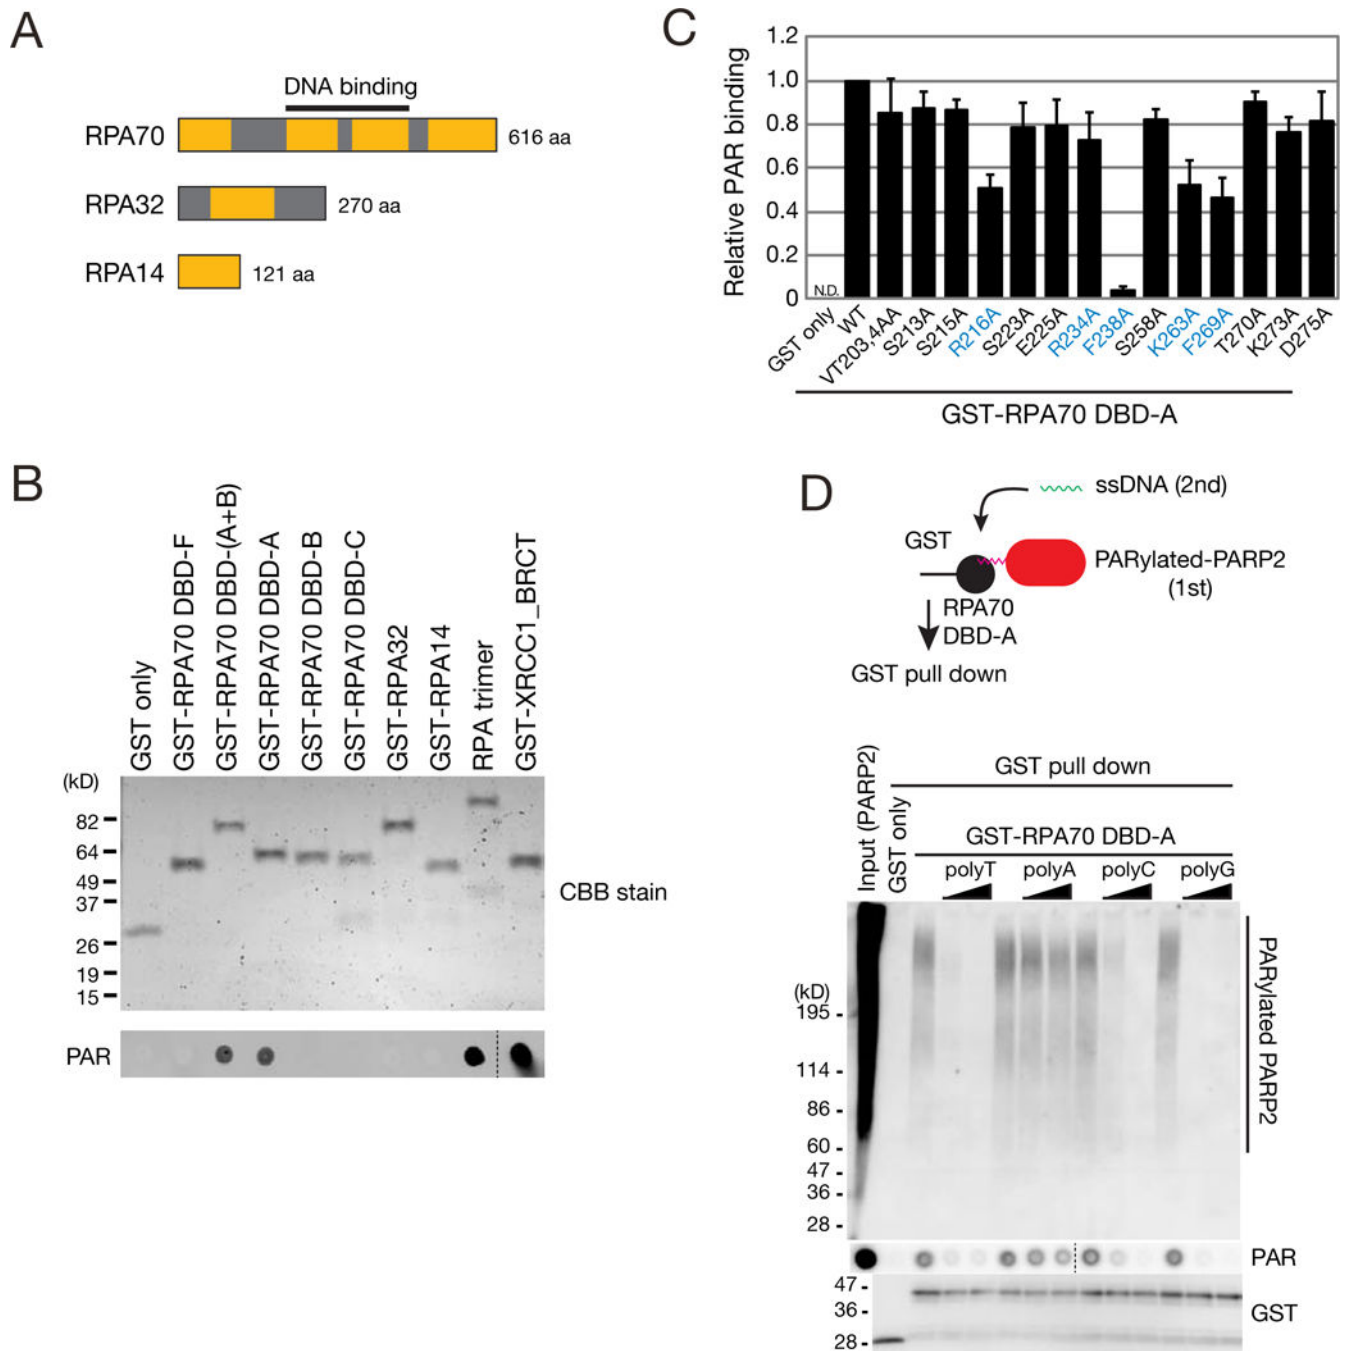 A
DNA binding
RPA70
616 aa
RPA32
270 aa
RPA14
121 aa
B
GST only
GST-RPA70 DBD-F
GST-RPA70 DBD-(A+B)
GST-RPA70 DBD-A
GST-RPA70 DBD-B
GST-RPA70 DBD-C
GST-RPA32
GST-RPA14
RPA trimer
GST-XRCC1_BRCT
(kD)
82
64
49
37
26
19
15
CBB stain
PAR
C
Relative PAR binding
1.2
1.0
0.8
0.6
0.4
0.2
0
N.D.
GST only
WT
VT203,4AA
S213A
S215A
R216A
S223A
E225A
R234A
F238A
S258A
K263A
F269A
T270A
K273A
D275A
GST-RPA70 DBD-A
D
ssDNA (2nd)
GST
PARylated-PARP2
(1st)
RPA70
DBD-A
GST pull down
Input (PARP2)
GST only
GST pull down
GST-RPA70 DBD-A
polyT
polyA
polyC
polyG
(kD)
195
114
86
60
47
36
28
PARylated PARP2
PAR
47
36
28
GST